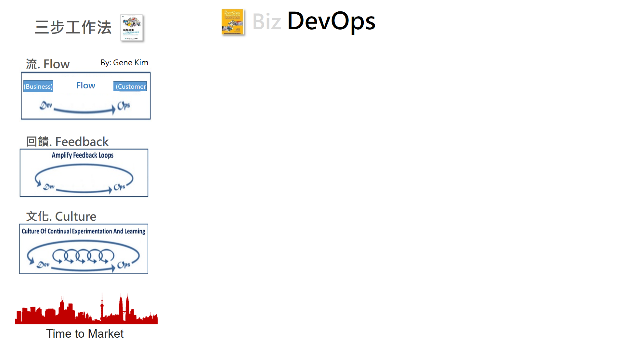 三步工作法
Biz DevOps
流. Flow
By: Gene Kim
(Business)
Flow
(Customer
Dev
Ops
回饋. Feedback
Amplify Feedback Loops
Dev
Ops
文化. Culture
Culture Of Continual Experimentation And Learning
Dev
Ops
Time to Market